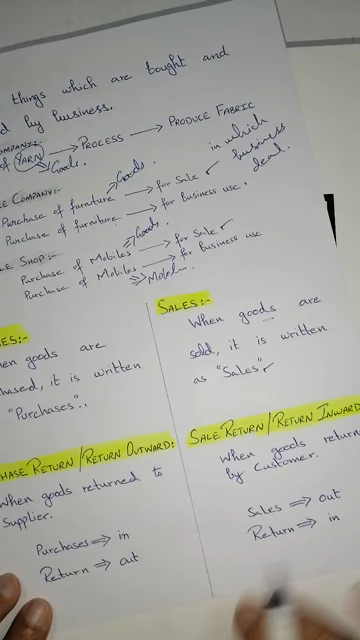 things which are bought and
d by business.
COMPANY:-
of YARN → PROCESS → PRODUCE FABRIC
Goods.
in which business deal.
LE COMPANY:-
Goods.
Purchase of furniture → for Sale ✓
Purchase of furniture → for Business use.
LE SHOP:-
Goods.
Purchase of Mobiles → for Sale ✓
Purchase of Mobiles → for Business use
ES:-
en goods are
hased, it is written
"Purchases"..
SALES:-
When goods are
sold, it is written
as "Sales"
HASE RETURN/RETURN OUTWARD:
When goods returned to
Supplier.
Purchases ⇒ in
Return ⇒ out
SALE RETURN/RETURN INWARD
When goods return
by Customer.
Sales ⇒ out
Return ⇒ in